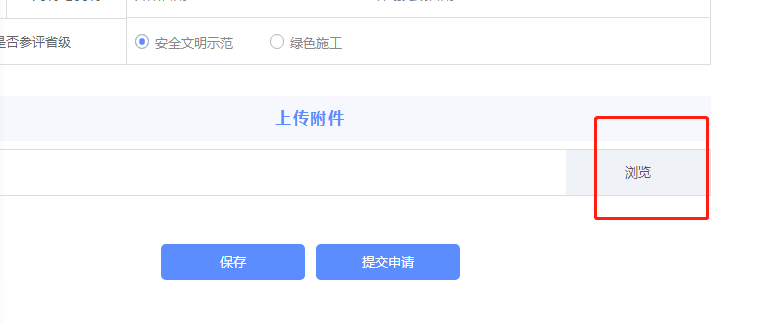 是否参评省级
安全文明示范 绿色施工
上传附件
浏览
保存 提交申请